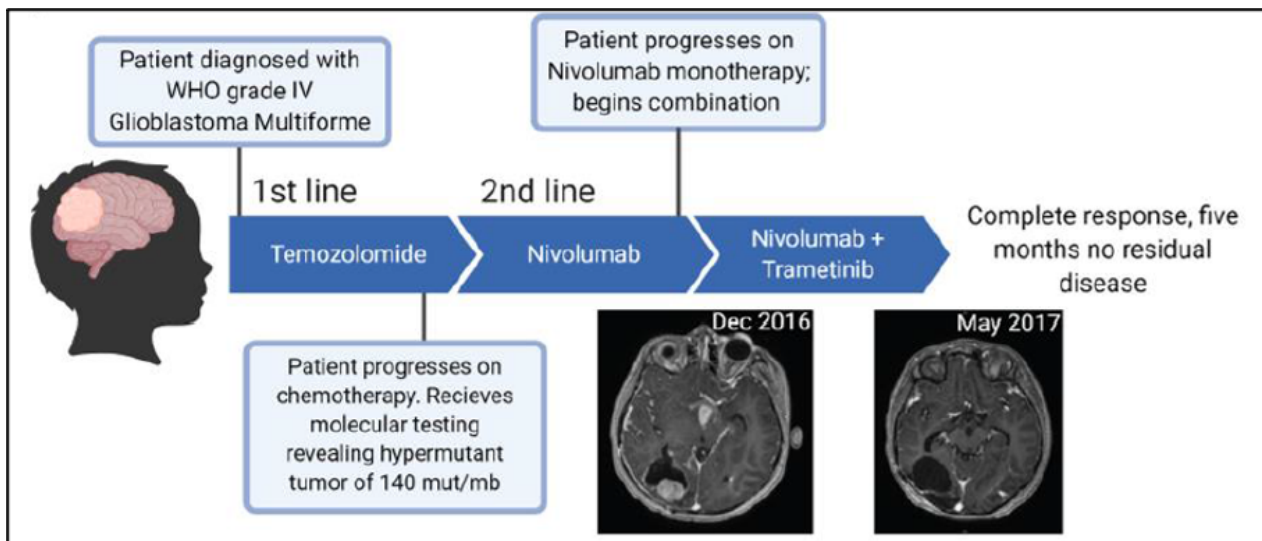 Patient diagnosed with
WHO grade IV
Glioblastoma Multiforme
Patient progresses on
Nivolumab monotherapy;
begins combination
1st line
2nd line
Temozolomide
Nivolumab
Nivolumab +
Trametinib
Complete response, five
months no residual
disease
Patient progresses on
chemotherapy. Recieves
molecular testing
revealing hypermutant
tumor of 140 mut/mb
Dec 2016
May 2017